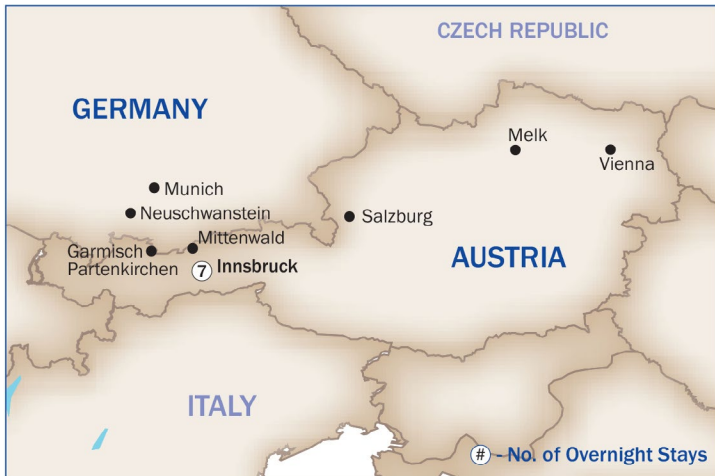 CZECH REPUBLIC
GERMANY
Melk
Vienna
Munich
Neuschwanstein
Salzburg
Mittenwald
Garmisch
Partenkirchen
7 Innsbruck
AUSTRIA
ITALY
# - No. of Overnight Stays